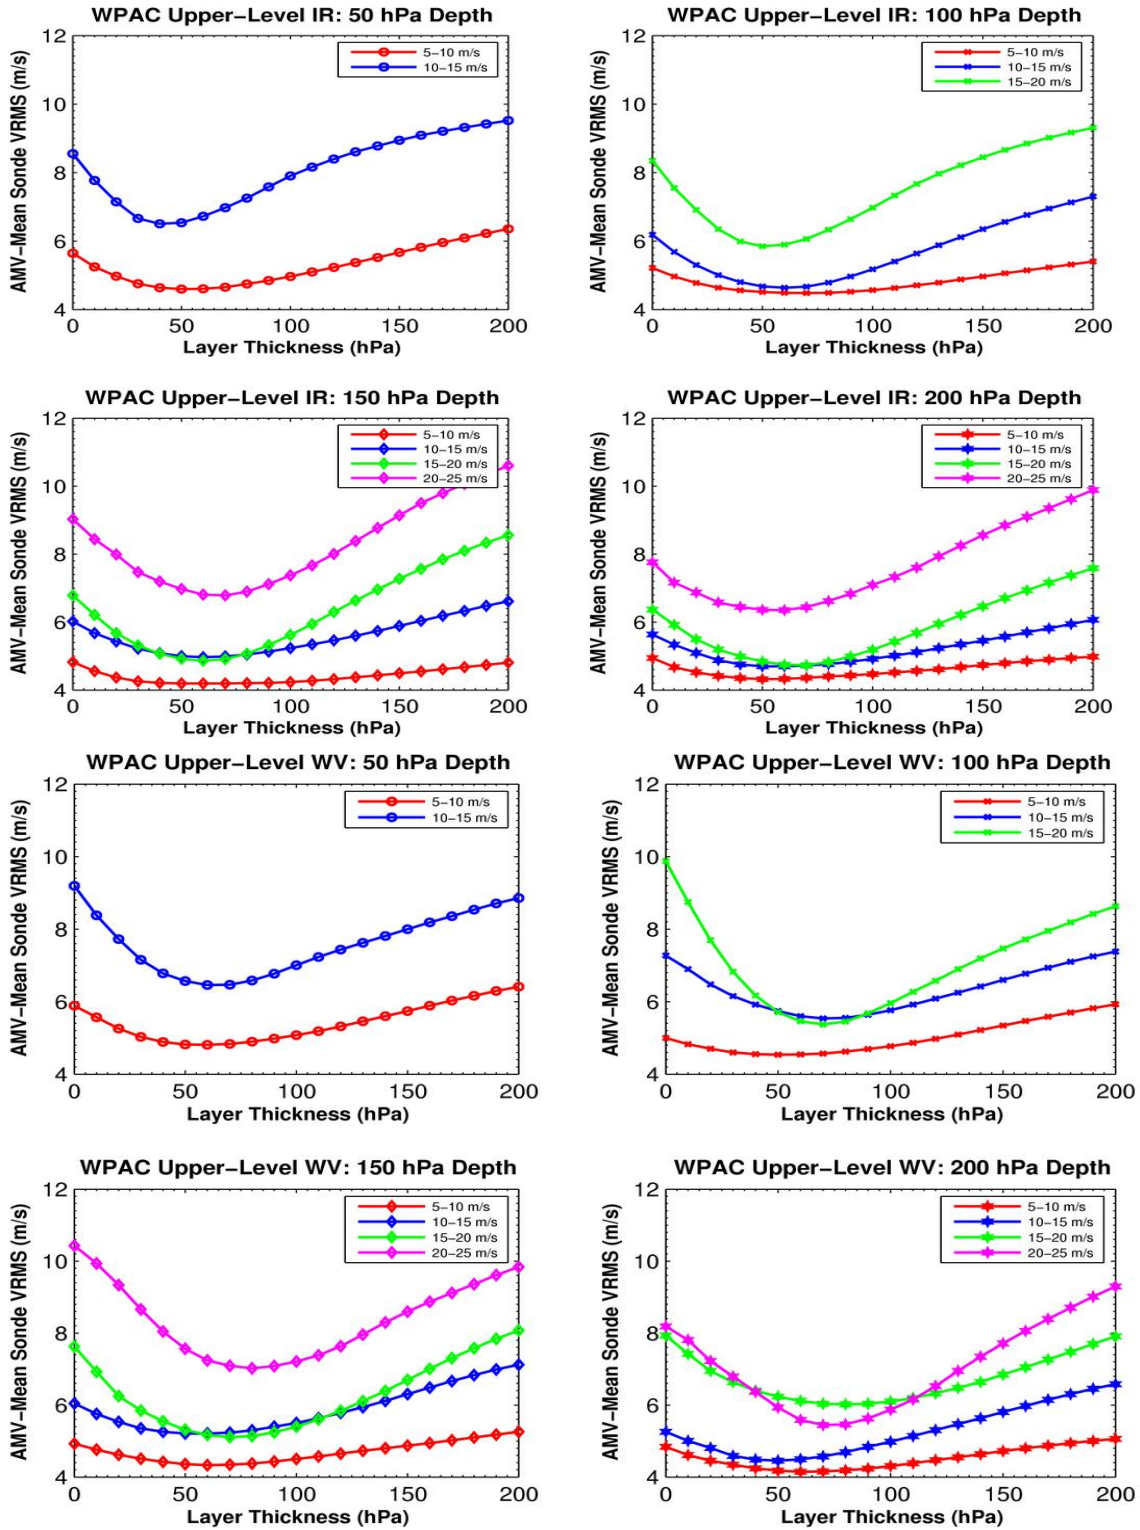 WPAC Upper-Level IR: 50 hPa Depth
AMV-Mean Sonde VRMS (m/s)
12
10
8
6
4
5-10 m/s
10-15 m/s
0 50 100 150 200
Layer Thickness (hPa)
WPAC Upper-Level IR: 100 hPa Depth
AMV-Mean Sonde VRMS (m/s)
12
10
8
6
4
5-10 m/s
10-15 m/s
15-20 m/s
0 50 100 150 200
Layer Thickness (hPa)
WPAC Upper-Level IR: 150 hPa Depth
AMV-Mean Sonde VRMS (m/s)
12
10
8
6
4
5-10 m/s
10-15 m/s
15-20 m/s
20-25 m/s
0 50 100 150 200
Layer Thickness (hPa)
WPAC Upper-Level IR: 200 hPa Depth
AMV-Mean Sonde VRMS (m/s)
12
10
8
6
4
5-10 m/s
10-15 m/s
15-20 m/s
20-25 m/s
0 50 100 150 200
Layer Thickness (hPa)
WPAC Upper-Level WV: 50 hPa Depth
AMV-Mean Sonde VRMS (m/s)
12
10
8
6
4
5-10 m/s
10-15 m/s
0 50 100 150 200
Layer Thickness (hPa)
WPAC Upper-Level WV: 100 hPa Depth
AMV-Mean Sonde VRMS (m/s)
12
10
8
6
4
5-10 m/s
10-15 m/s
15-20 m/s
0 50 100 150 200
Layer Thickness (hPa)
WPAC Upper-Level WV: 150 hPa Depth
AMV-Mean Sonde VRMS (m/s)
12
10
8
6
4
5-10 m/s
10-15 m/s
15-20 m/s
20-25 m/s
0 50 100 150 200
Layer Thickness (hPa)
WPAC Upper-Level WV: 200 hPa Depth
AMV-Mean Sonde VRMS (m/s)
12
10
8
6
4
5-10 m/s
10-15 m/s
15-20 m/s
20-25 m/s
0 50 100 150 200
Layer Thickness (hPa)